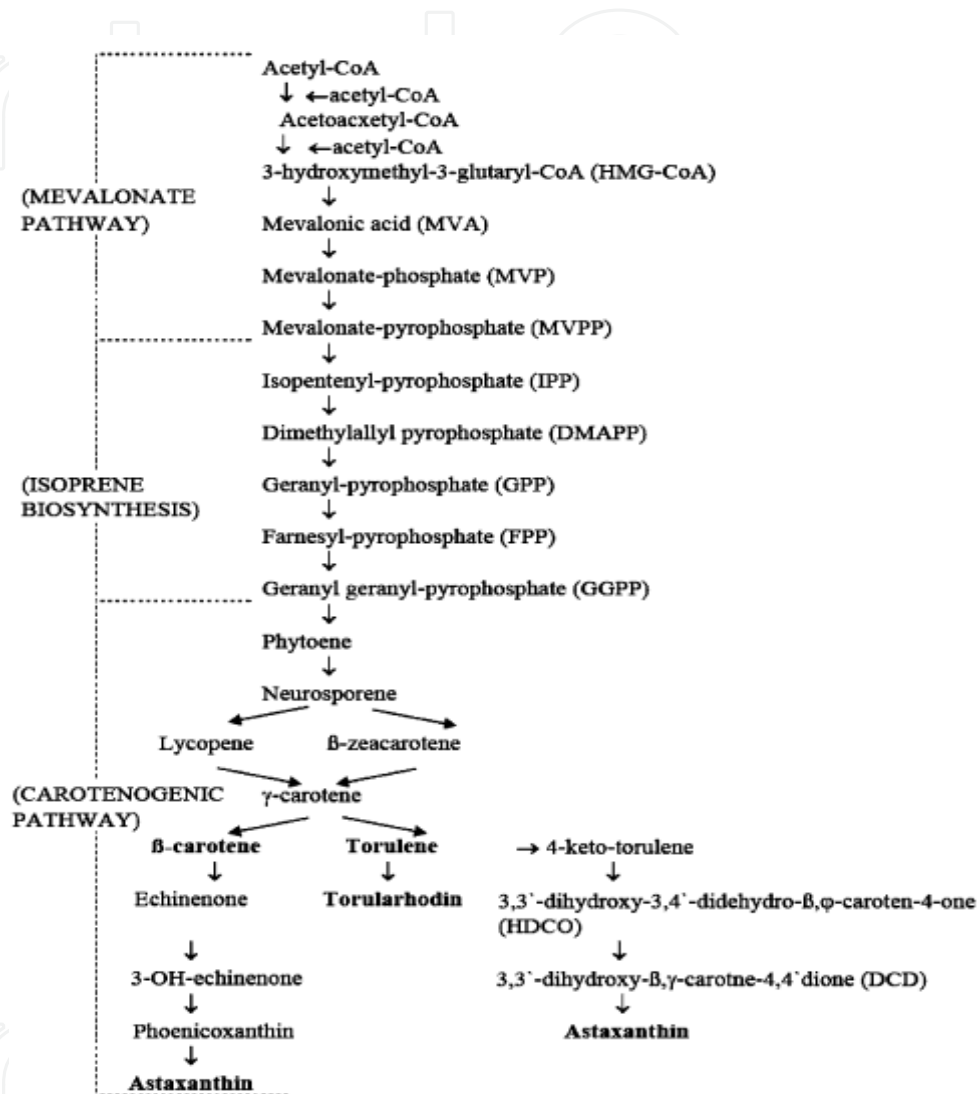 Acetyl-CoA
↓ ←acetyl-CoA
Acetoacxetyl-CoA
↓ ←acetyl-CoA
3-hydroxymethyl-3-glutaryl-CoA (HMG-CoA)
↓
(MEVALONATE
PATHWAY)
Mevalonic acid (MVA)
↓
Mevalonate-phosphate (MVP)
↓
Mevalonate-pyrophosphate (MVPP)
↓
Isopentenyl-pyrophosphate (IPP)
↓
Dimethylallyl pyrophosphate (DMAPP)
↓
(ISOPRENE
BIOSYNTHESIS)
Geranyl-pyrophosphate (GPP)
↓
Farnesyl-pyrophosphate (FPP)
↓
Geranyl geranyl-pyrophosphate (GGPP)
↓
Phytoene
↓
Neurosporene
Lycopene ß-zeacarotene
(CAROTENOGENIC
PATHWAY)
γ-carotene
ß-carotene Torulene → 4-keto-torulene
↓ ↓ ↓
Echinenone Torularhodin 3,3`-dihydroxy-3,4`-didehydro-ß,φ-caroten-4-one
(HDCO)
↓ ↓
3-OH-echinenone 3,3`-dihydroxy-ß,γ-carotne-4,4`dione (DCD)
↓ ↓
Phoenicoxanthin Astaxanthin
↓
Astaxanthin